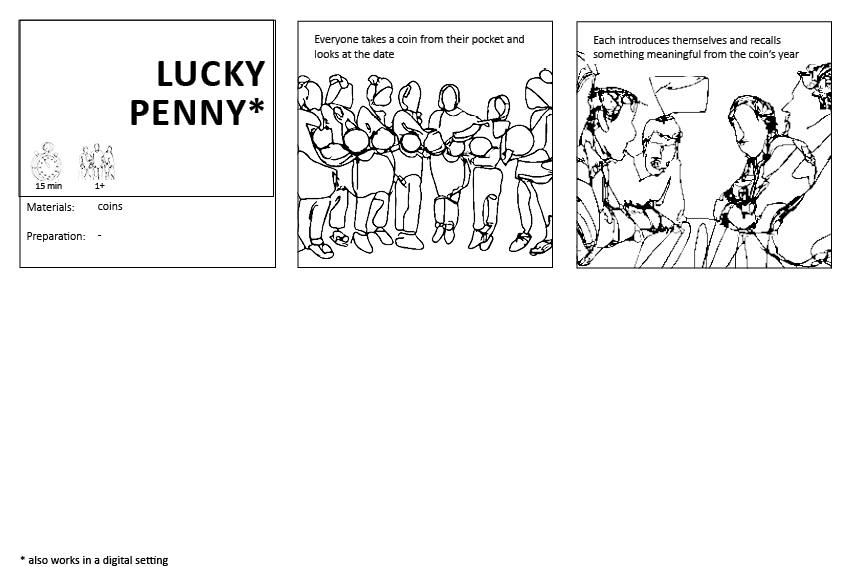 LUCKY
PENNY*
15 min
1+
Materials: coins
Preparation: -
Everyone takes a coin from their pocket and
looks at the date
Each introduces themselves and recalls
something meaningful from the coin's year
* also works in a digital setting